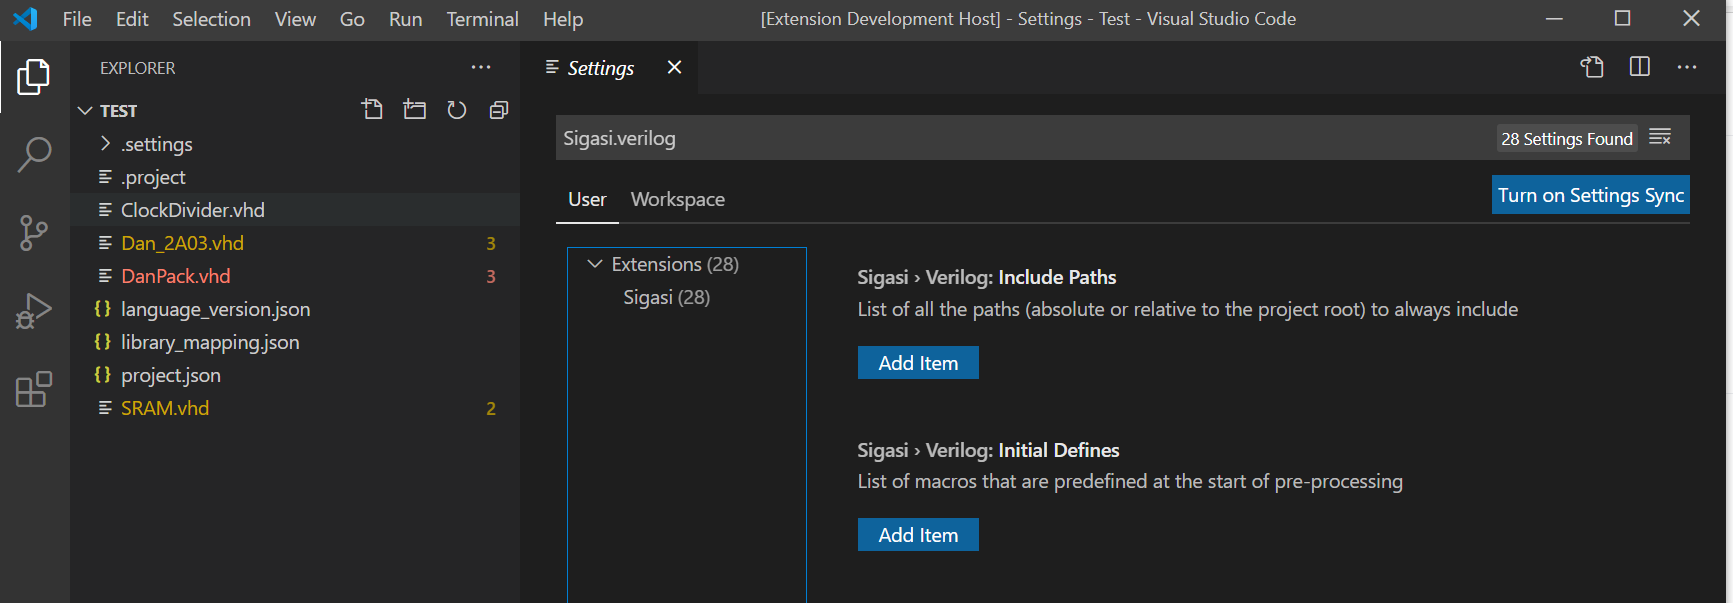 File Edit Selection View Go Run Terminal Help [Extension Development Host] - Settings - Test - Visual Studio Code
EXPLORER
TEST
.settings
.project
ClockDivider.vhd
Dan_2A03.vhd 3
DanPack.vhd 3
{} language_version.json
{} library_mapping.json
{} project.json
SRAM.vhd 2
Settings
Sigasi.verilog 28 Settings Found
User Workspace Turn on Settings Sync
Extensions (28)
Sigasi (28)
Sigasi › Verilog: Include Paths
List of all the paths (absolute or relative to the project root) to always include
Add Item
Sigasi › Verilog: Initial Defines
List of macros that are predefined at the start of pre-processing
Add Item